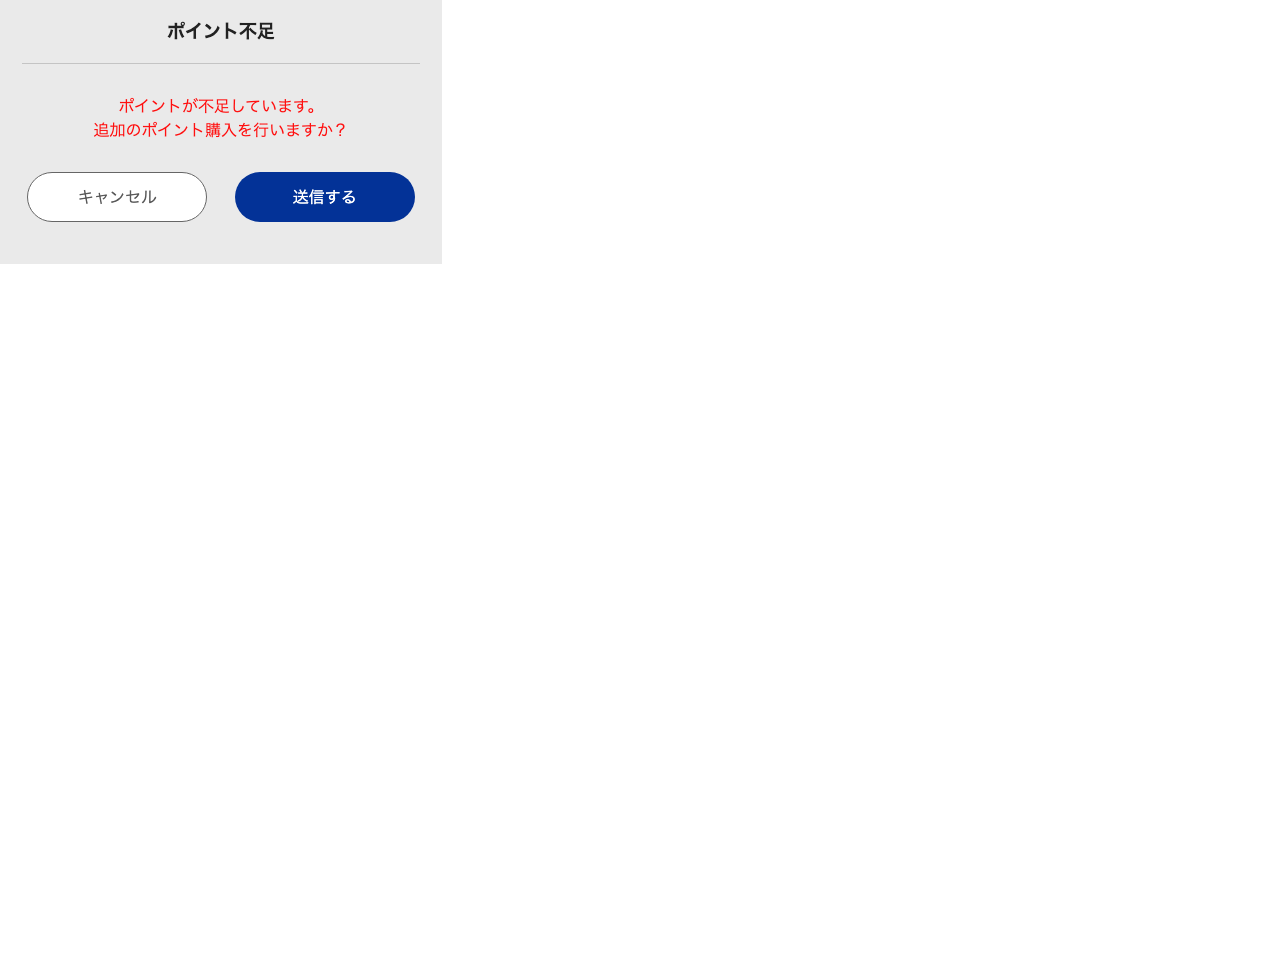 ポイント不足
ポイントが不足しています。
追加のポイント購入を行いますか？
キャンセル
送信する